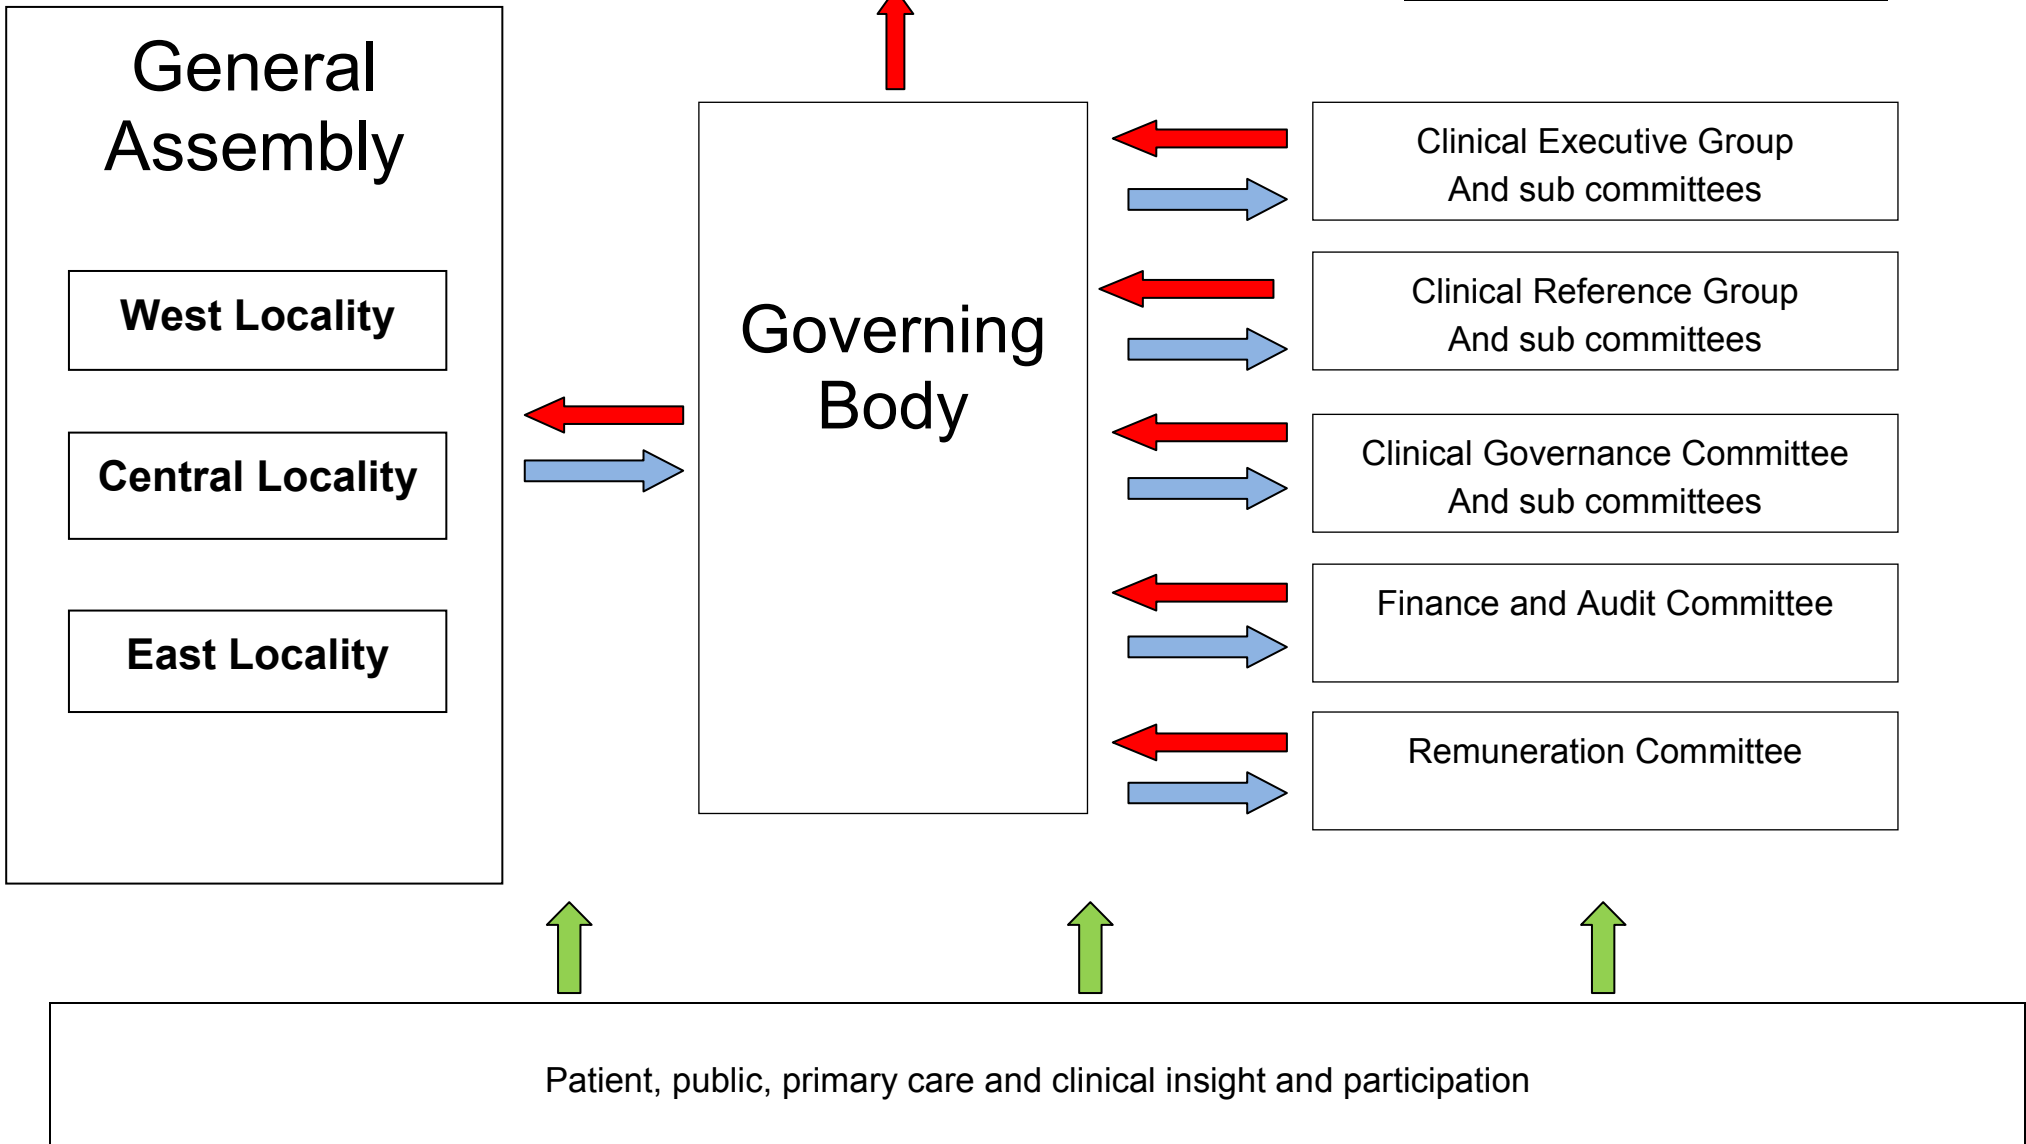 General
Assembly
West Locality
Central Locality
East Locality
Governing
Body
Clinical Executive Group
And sub committees
Clinical Reference Group
And sub committees
Clinical Governance Committee
And sub committees
Finance and Audit Committee
Remuneration Committee
Patient, public, primary care and clinical insight and participation